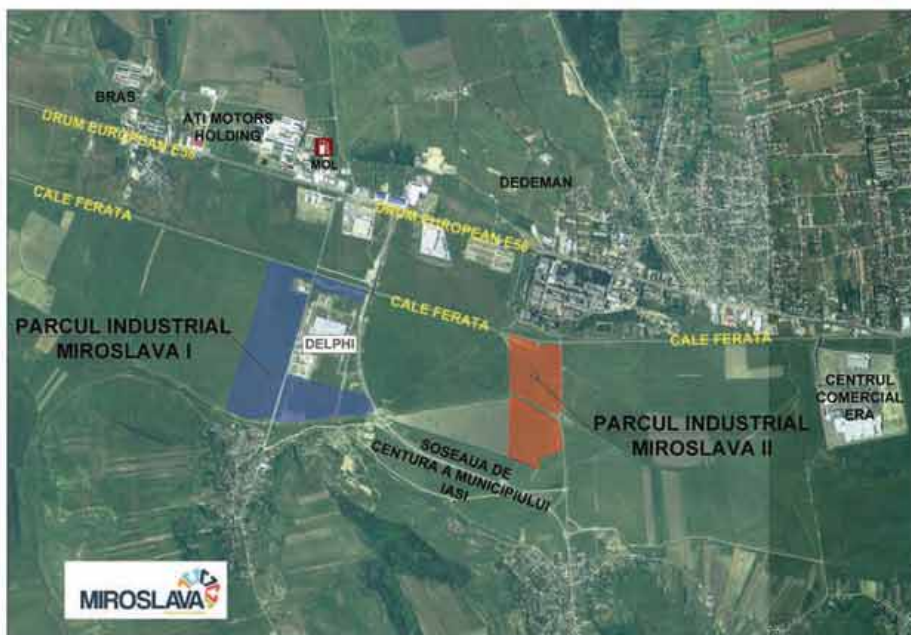 BRAS
ATI MOTORS
HOLDING
DRUM EUROPEAN E58
MOL
DEDEMAN
CALE FERATA
DRUM EUROPEAN E58
PARCUL INDUSTRIAL
MIROSLAVA I
DELPHI
CALE FERATA
CALE FERATA
CENTRUL
COMERCIAL
ERA
PARCUL INDUSTRIAL
MIROSLAVA II
SOSEAUA DE
CENTURA A MUNICIPIULUI
IASI
MIROSLAVA